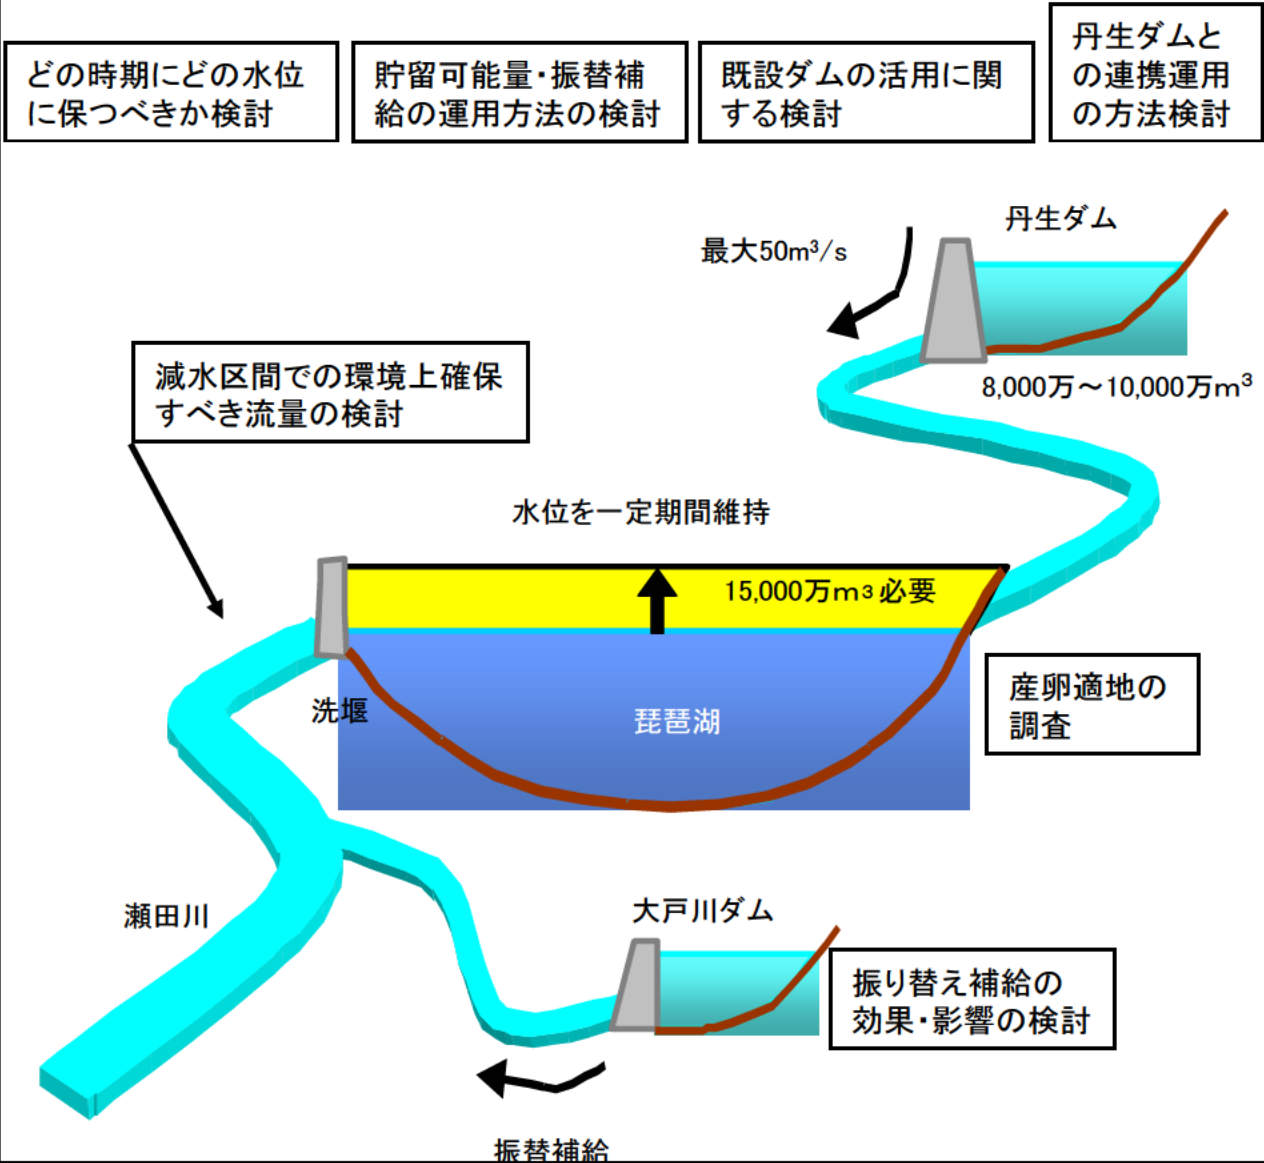 どの時期にどの水位
に保つべきか検討
貯留可能量・振替補
給の運用方法の検討
既設ダムの活用に関
する検討
丹生ダムと
の連携運用
の方法検討
丹生ダム
最大50m³/s
8,000万～10,000万m³
減水区間での環境上確保
すべき流量の検討
水位を一定期間維持
15,000万m³必要
産卵適地の
調査
洗堰
琵琶湖
瀬田川
大戸川ダム
振り替え補給の
効果・影響の検討
振替補給